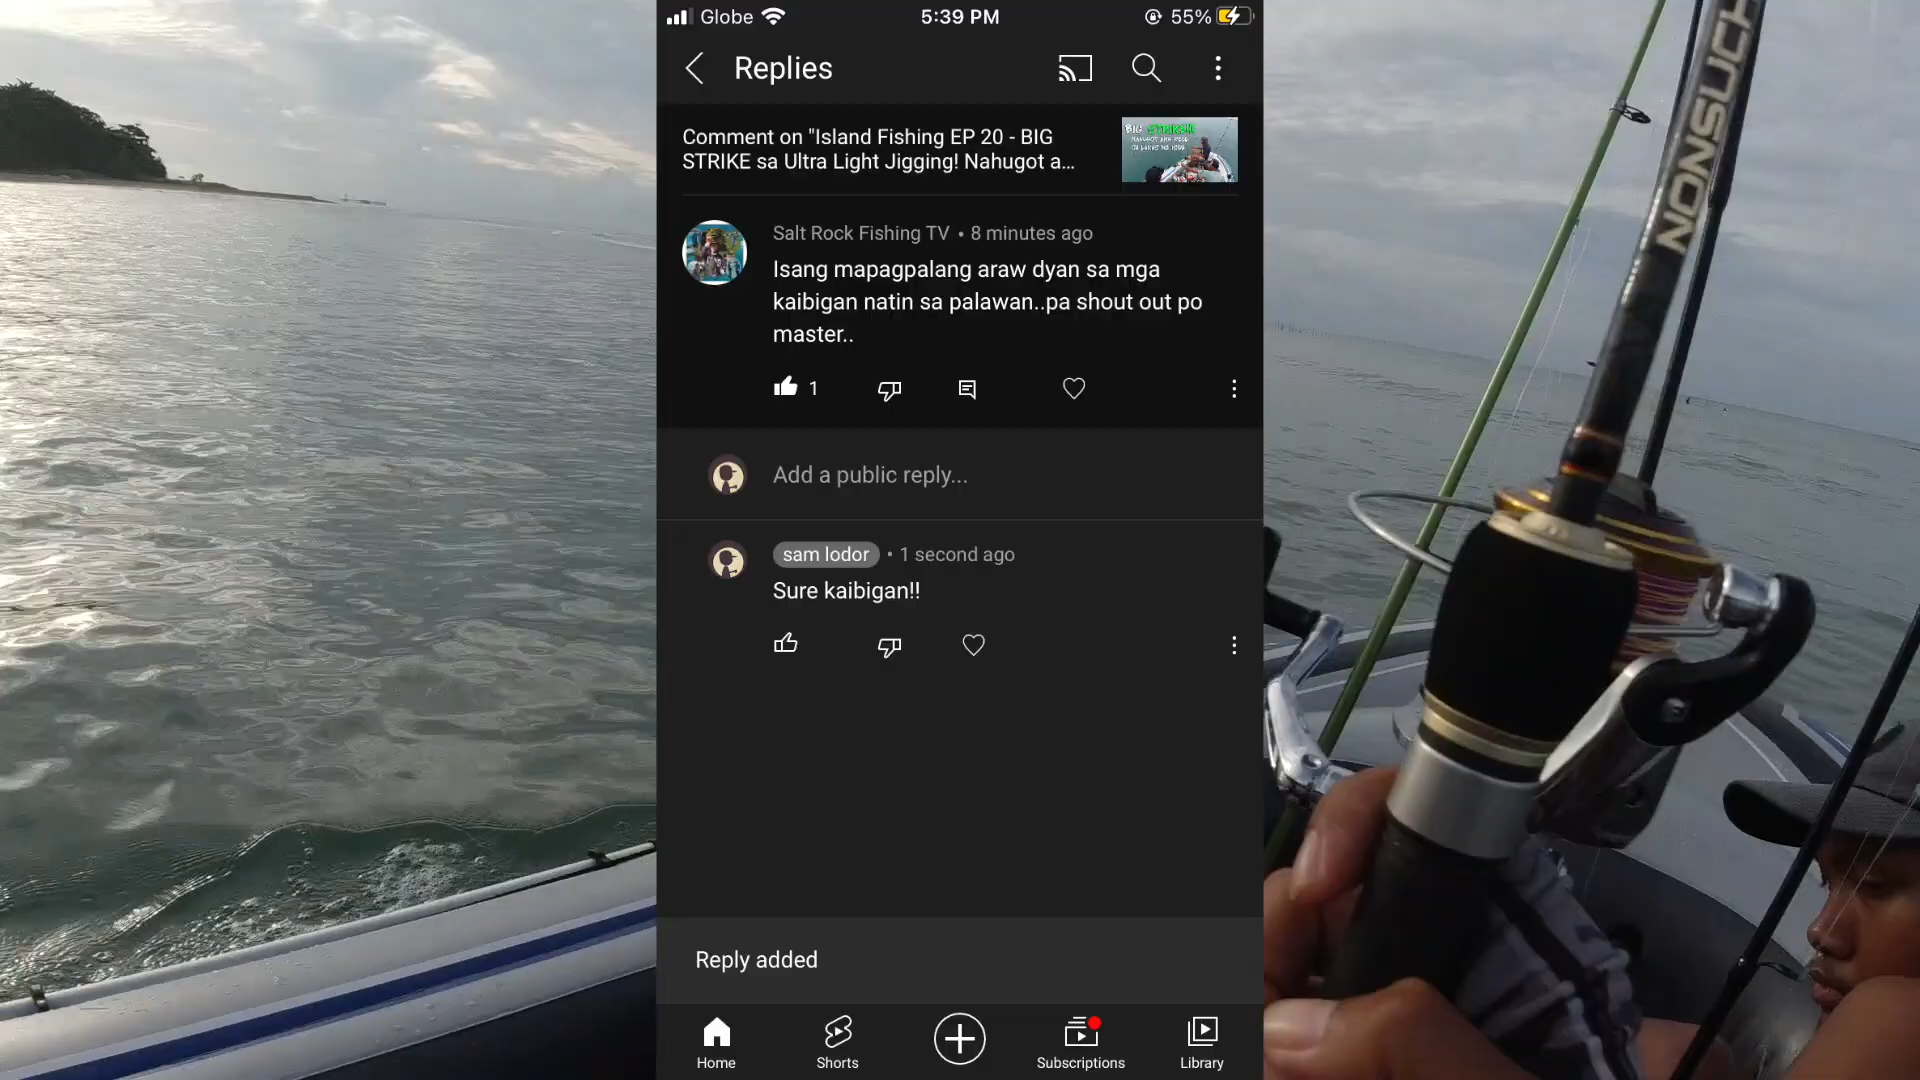 Globe
5:39 PM
55%
Replies
Comment on "Island Fishing EP 20 - BIG
STRIKE sa Ultra Light Jigging! Nahugot a...
BIG STRIKE!!
Salt Rock Fishing TV • 8 minutes ago
Isang mapagpalang araw dyan sa mga
kaibigan natin sa palawan..pa shout out po
master..
1
Add a public reply...
sam lodor • 1 second ago
Sure kaibigan!!
Reply added
Home
Shorts
Subscriptions
Library
NONSUCH